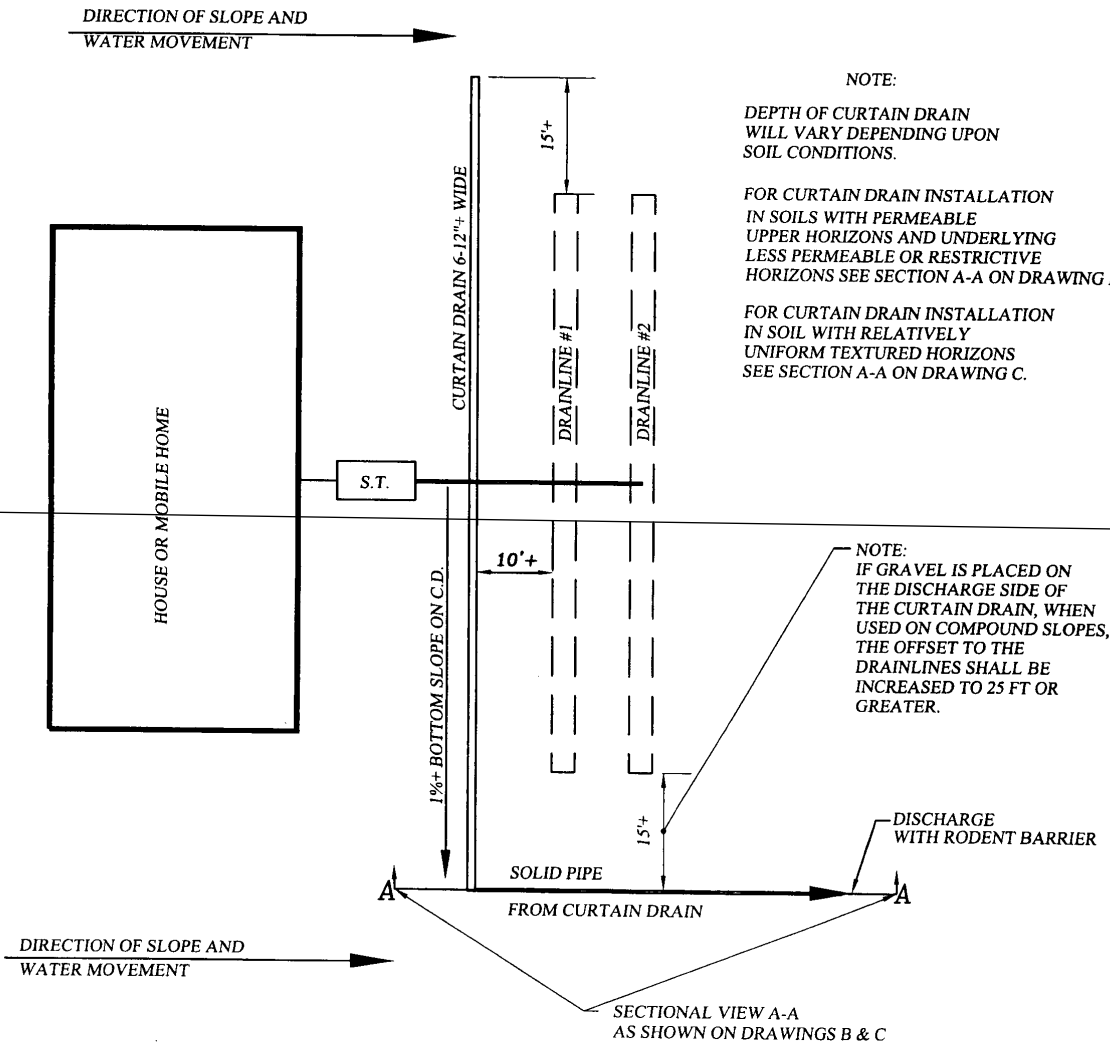 DIRECTION OF SLOPE AND
WATER MOVEMENT
NOTE:
DEPTH OF CURTAIN DRAIN
WILL VARY DEPENDING UPON
SOIL CONDITIONS.
FOR CURTAIN DRAIN INSTALLATION
IN SOILS WITH PERMEABLE
UPPER HORIZONS AND UNDERLYING
LESS PERMEABLE OR RESTRICTIVE
HORIZONS SEE SECTION A-A ON DRAWING
FOR CURTAIN DRAIN INSTALLATION
IN SOIL WITH RELATIVELY
UNIFORM TEXTURED HORIZONS
SEE SECTION A-A ON DRAWING C.
15'+
CURTAIN DRAIN 6-12"+ WIDE
DRAINLINE #1
DRAINLINE #2
HOUSE OR MOBILE HOME
S.T.
10'+
1%+ BOTTOM SLOPE ON C.D.
NOTE:
IF GRAVEL IS PLACED ON
THE DISCHARGE SIDE OF
THE CURTAIN DRAIN, WHEN
USED ON COMPOUND SLOPES,
THE OFFSET TO THE
DRAINLINES SHALL BE
INCREASED TO 25 FT OR
GREATER.
15'+
DISCHARGE
WITH RODENT BARRIER
A
SOLID PIPE
A
FROM CURTAIN DRAIN
DIRECTION OF SLOPE AND
WATER MOVEMENT
SECTIONAL VIEW A-A
AS SHOWN ON DRAWINGS B & C